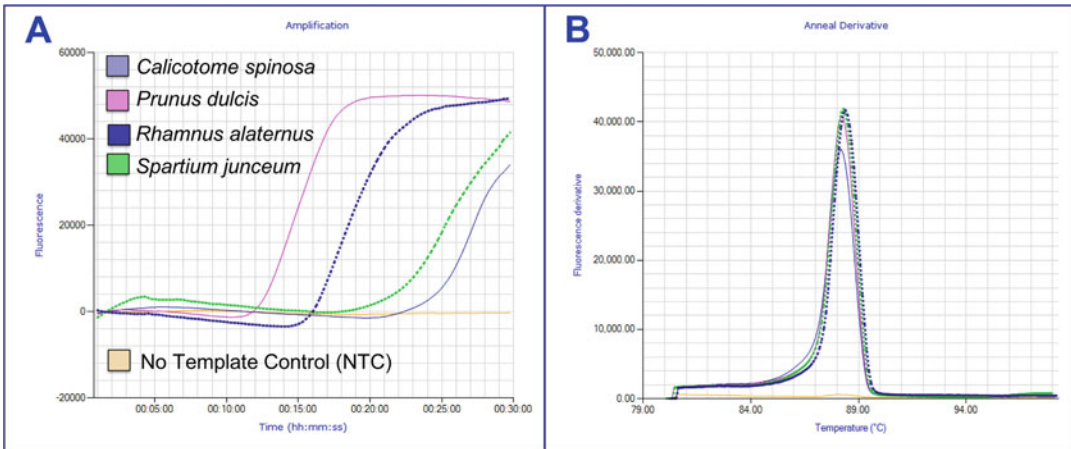 A
Amplification
60000
40000
20000
0
-20000
Fluorescence
Calicotome spinosa
Prunus dulcis
Rhamnus alaternus
Spartium junceum
No Template Control (NTC)
00:05:00 00:10:00 00:15:00 00:20:00 00:25:00 00:30:00
Time (hh:mm:ss)
B
Anneal Derivative
50,000.00
40,000.00
30,000.00
20,000.00
10,000.00
0.00
Fluorescence derivative
79.00 84.00 89.00 94.00
Temperature (°C)